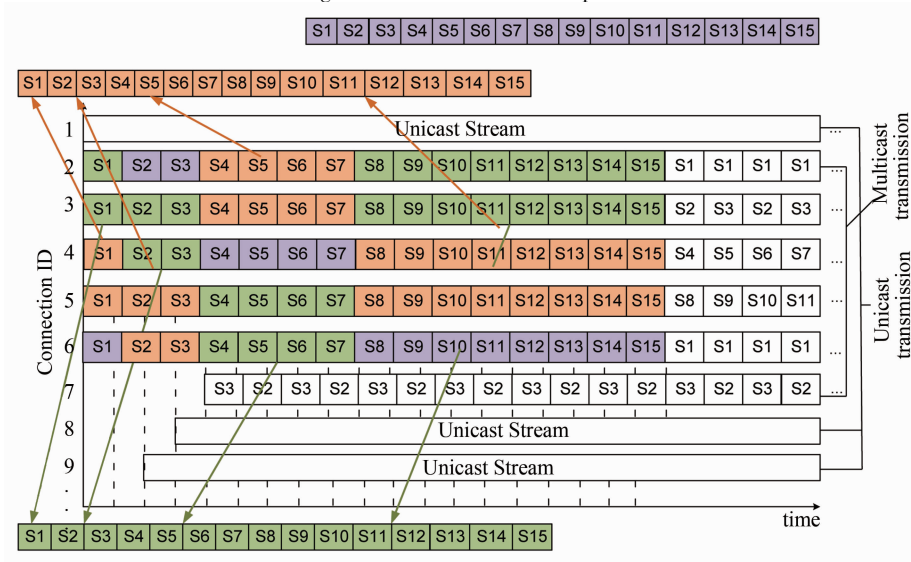 S1 S2 S3 S4 S5 S6 S7 S8 S9 S10 S11 S12 S13 S14 S15
S1 S2 S3 S4 S5 S6 S7 S8 S9 S10 S11 S12 S13 S14 S15
1 Unicast Stream ...
2 S1 S2 S3 S4 S5 S6 S7 S8 S9 S10 S11 S12 S13 S14 S15 S1 S1 S1 S1
3 S1 S2 S3 S4 S5 S6 S7 S8 S9 S10 S11 S12 S13 S14 S15 S2 S3 S2 S3 ...
4 S1 S2 S3 S4 S5 S6 S7 S8 S9 S10 S11 S12 S13 S14 S15 S4 S5 S6 S7 ...
5 S1 S2 S3 S4 S5 S6 S7 S8 S9 S10 S11 S12 S13 S14 S15 S8 S9 S10 S11 ...
6 S1 S2 S3 S4 S5 S6 S7 S8 S9 S10 S11 S12 S13 S14 S15 S1 S1 S1 S1 ...
7 S3 S2 S3 S2 S3 S2 S3 S2 S3 S2 S3 S2 S3 S2 S3 S2 ...
8 Unicast Stream
9 Unicast Stream
Connection ID
Multicast
transmission
Unicast
transmission
time
S1 S2 S3 S4 S5 S6 S7 S8 S9 S10 S11 S12 S13 S14 S15